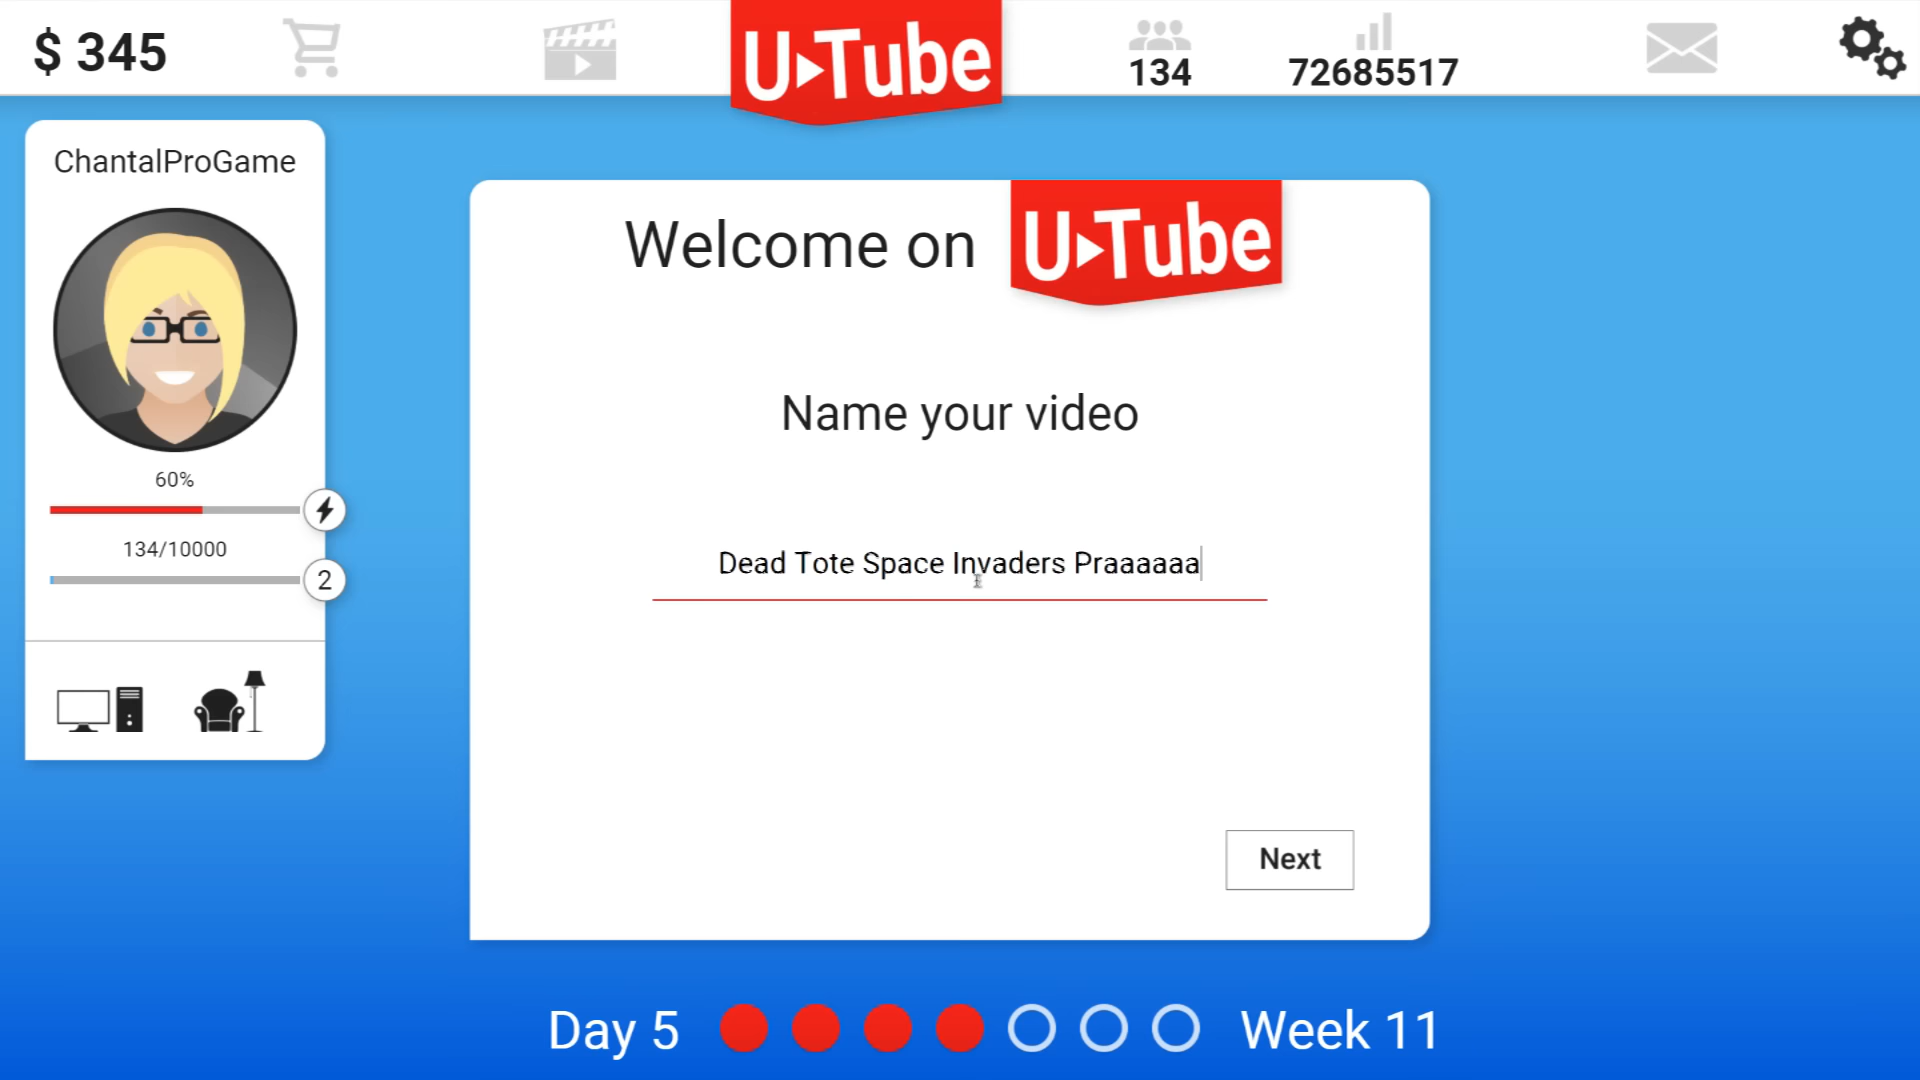 $ 345
U▶Tube
134
72685517
ChantalProGame
60%
134/10000
2
Welcome on U▶Tube
Name your video
Dead Tote Space Invaders Praaaaaa
Next
Day 5
Week 11